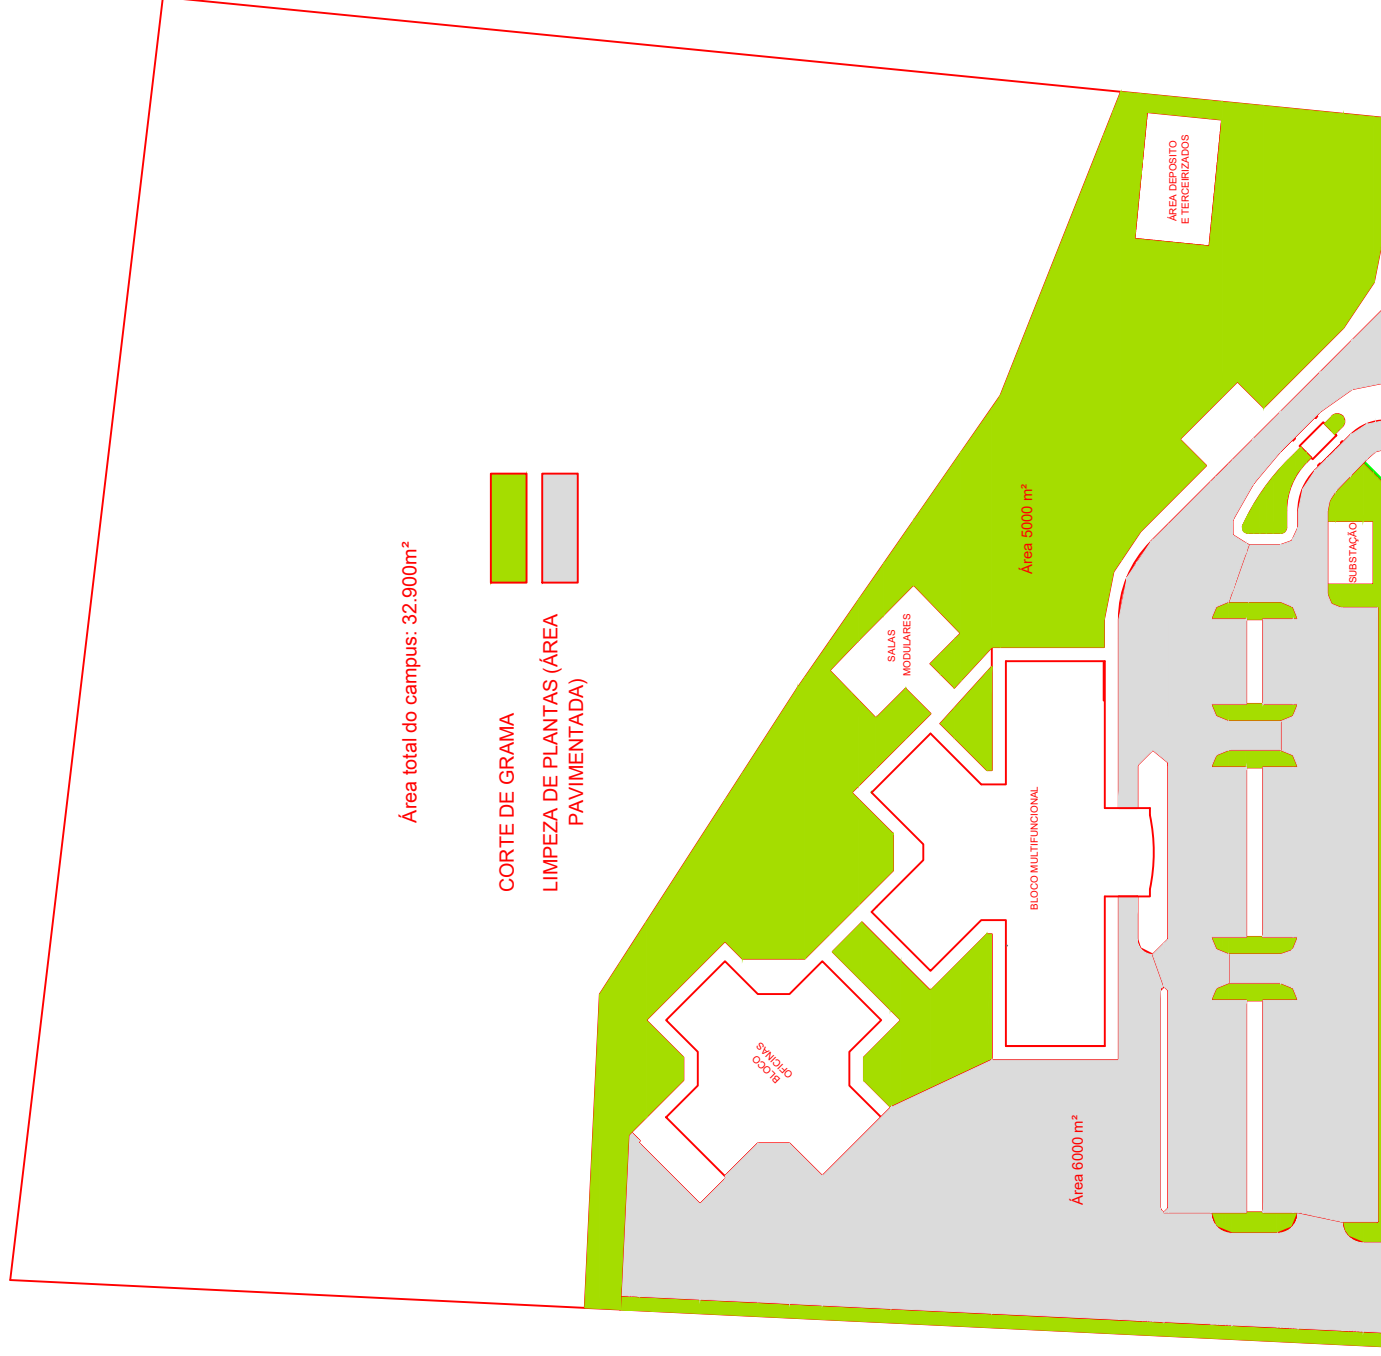 Área total do campus: 32.900m²
CORTE DE GRAMA
LIMPEZA DE PLANTAS (ÁREA
PAVIMENTADA)
ÁREA DEPOSITO
E TERCEIRIZADOS
Área 5000 m²
SUBSTAÇÃO
SALAS
MODULARES
BLOCO MULTIFUNCIONAL
BLOCO
OFICINAS
Área 6000 m²